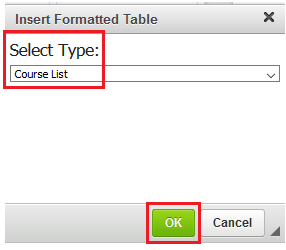 Insert Formatted Table
Select Type:
Course List
OK Cancel